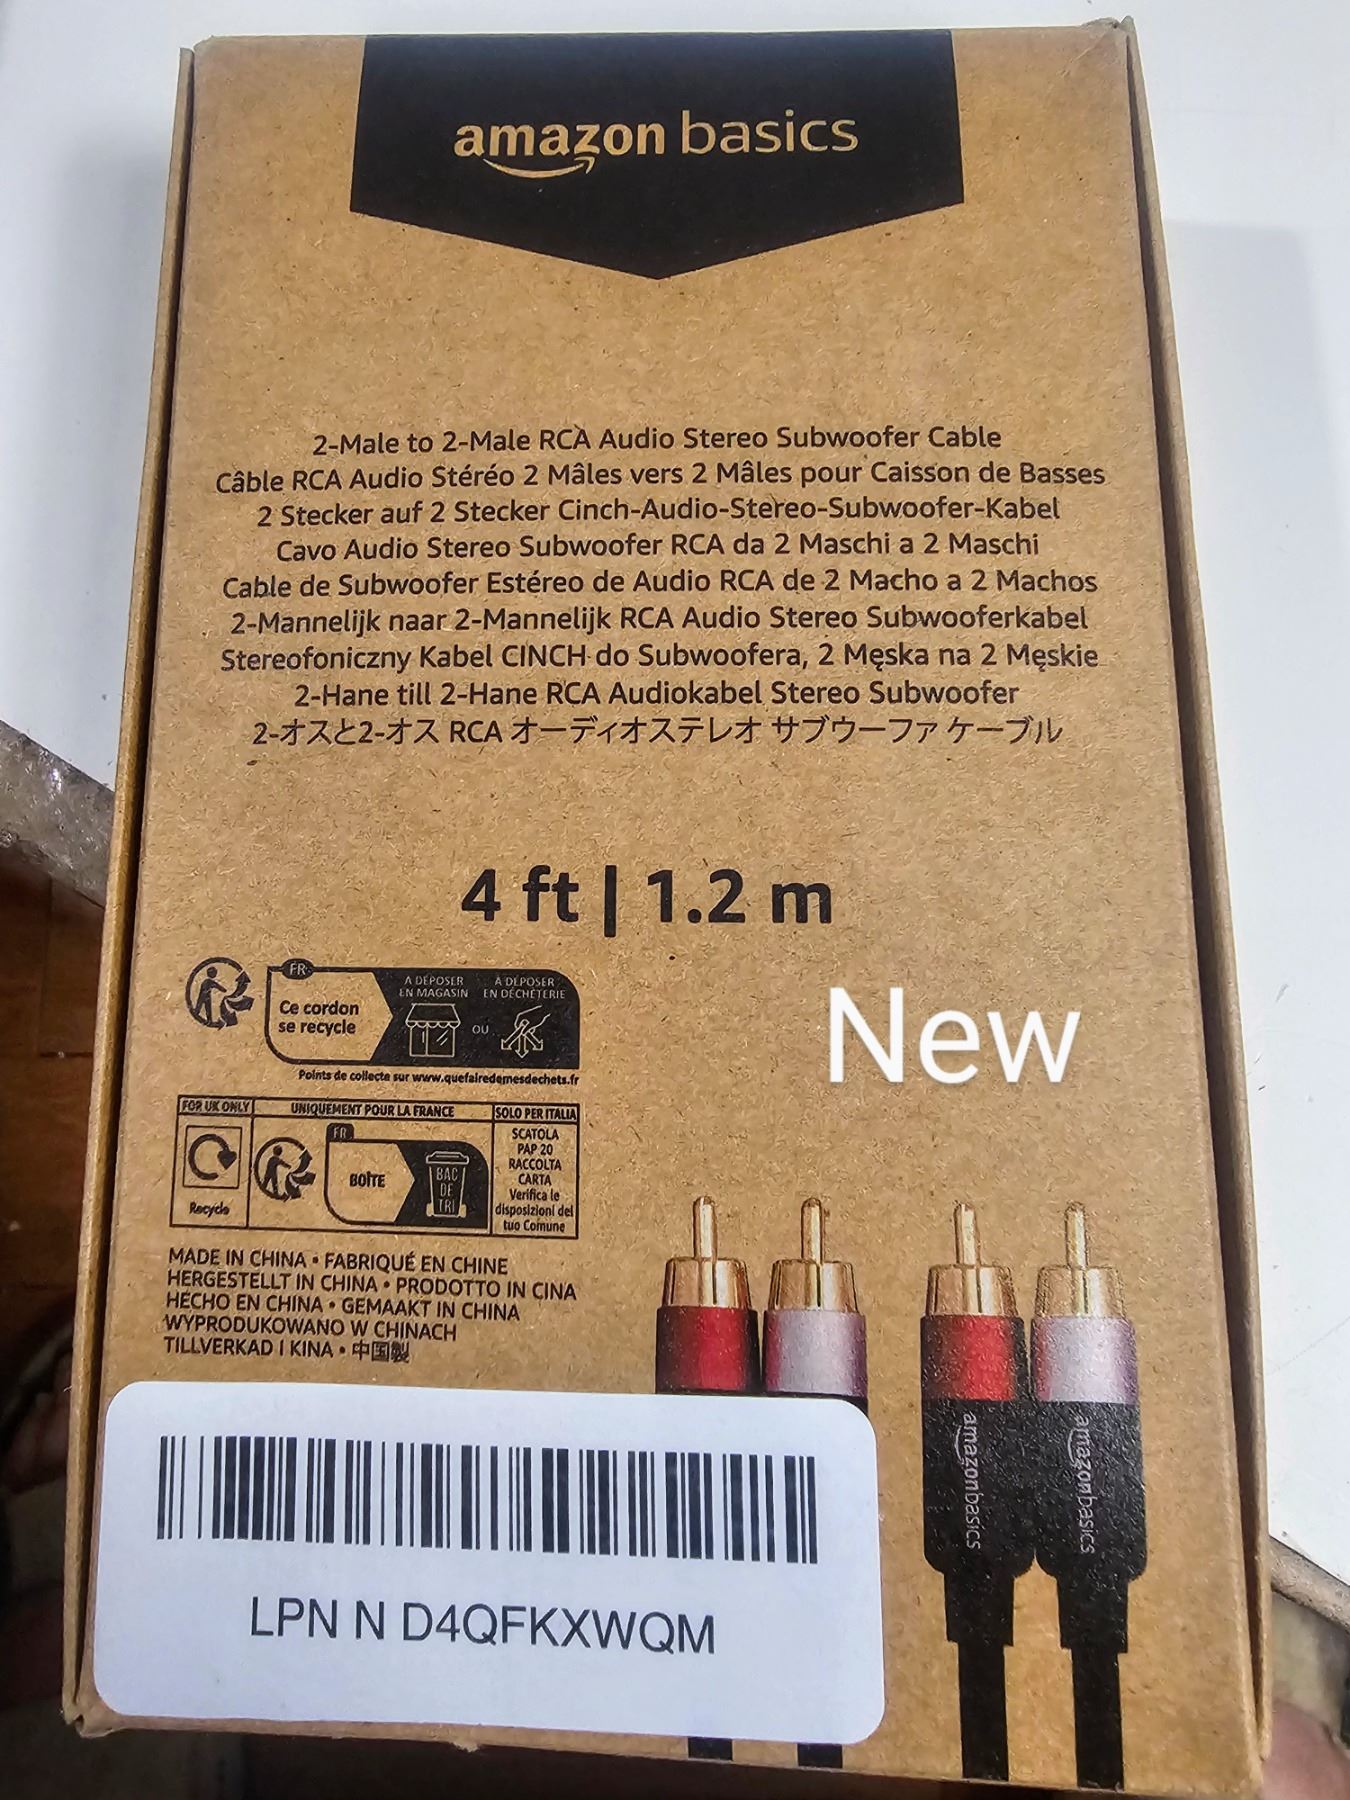 amazon basics
2-Male to 2-Male RCA Audio Stereo Subwoofer Cable
Câble RCA Audio Stéréo 2 Mâles vers 2 Mâles pour Caisson de Basses
2 Stecker auf 2 Stecker Cinch-Audio-Stereo-Subwoofer-Kabel
Cavo Audio Stereo Subwoofer RCA da 2 Maschi a 2 Maschi
Cable de Subwoofer Estéreo de Audio RCA de 2 Macho a 2 Machos
2-Mannelijk naar 2-Mannelijk RCA Audio Stereo Subwooferkabel
Stereofoniczny Kabel CINCH do Subwoofera, 2 Męska na 2 Męskie
2-Hane till 2-Hane RCA Audiokabel Stereo Subwoofer
2-オスと2-オス RCA オーディオステレオ サブウーファ ケーブル
4 ft | 1.2 m
FR
Ce cordon
se recycle
À DÉPOSER
EN MAGASIN
OU
À DÉPOSER
EN DÉCHÈTERIE
Points de collecte sur www.quefairedemesdechets.fr
New
FOR UK ONLY
Recycle
UNIQUEMENT POUR LA FRANCE
FR
BOÎTE
BAC
DE
TRI
SOLO PER ITALIA
SCATOLA
PAP 20
RACCOLTA
CARTA
Verifica le
disposizioni del
tuo Comune
MADE IN CHINA • FABRIQUÉ EN CHINE
HERGESTELLT IN CHINA • PRODOTTO IN CINA
HECHO EN CHINA • GEMAAKT IN CHINA
WYPRODUKOWANO W CHINACH
TILLVERKAD I KINA • 中国製
amazonbasics
amazonbasics
LPN N D4QFKXWQM